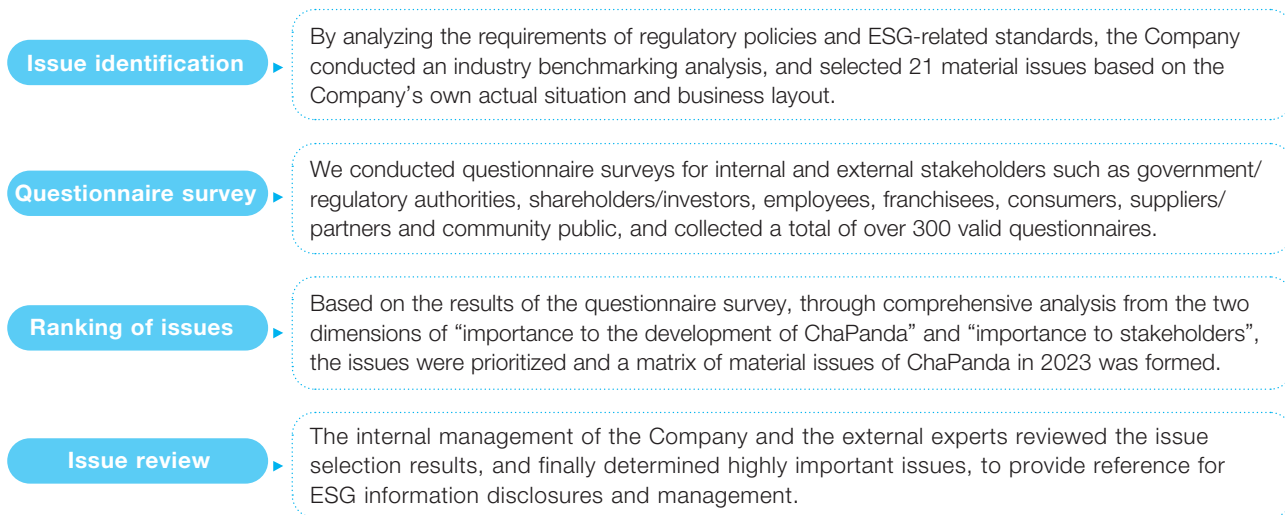 Issue identification
By analyzing the requirements of regulatory policies and ESG-related standards, the Company
conducted an industry benchmarking analysis, and selected 21 material issues based on the
Company's own actual situation and business layout.
Questionnaire survey
We conducted questionnaire surveys for internal and external stakeholders such as government/
regulatory authorities, shareholders/investors, employees, franchisees, consumers, suppliers/
partners and community public, and collected a total of over 300 valid questionnaires.
Ranking of issues
Based on the results of the questionnaire survey, through comprehensive analysis from the two
dimensions of “importance to the development of ChaPanda” and “importance to stakeholders”,
the issues were prioritized and a matrix of material issues of ChaPanda in 2023 was formed.
Issue review
The internal management of the Company and the external experts reviewed the issue
selection results, and finally determined highly important issues, to provide reference for
ESG information disclosures and management.